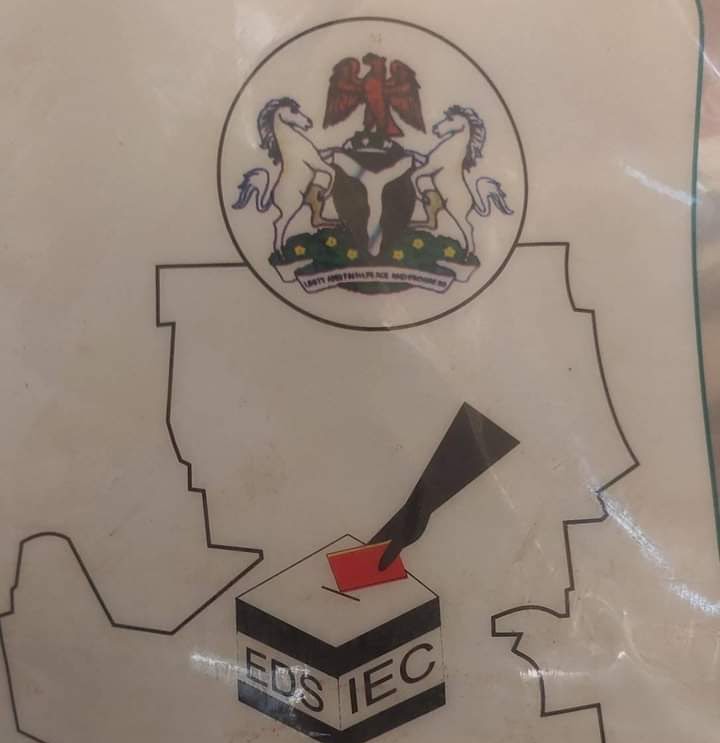 UNITY AND FAITH, PEACE AND PROGRESS
EDS IEC